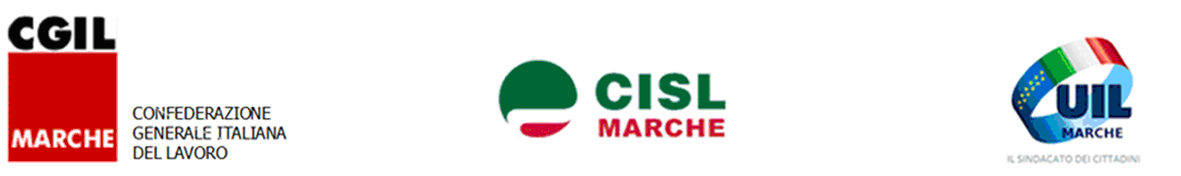 CGIL
MARCHE
CONFEDERAZIONE
GENERALE ITALIANA
DEL LAVORO
CISL
MARCHE
UIL
MARCHE
IL SINDACATO DEI CITTADINI